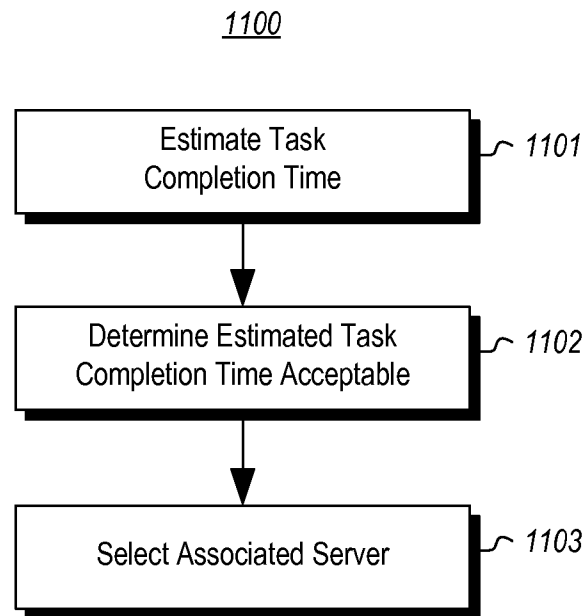 1100
Estimate Task
Completion Time
1101
Determine Estimated Task
Completion Time Acceptable
1102
Select Associated Server
1103